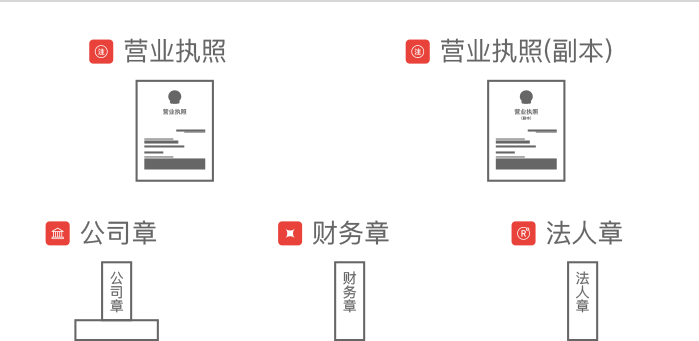 注 营业执照
注 营业执照(副本)
营业执照
营业执照
(副本)
公司章
R 法人章
财务章
公司章
财务章
法人章